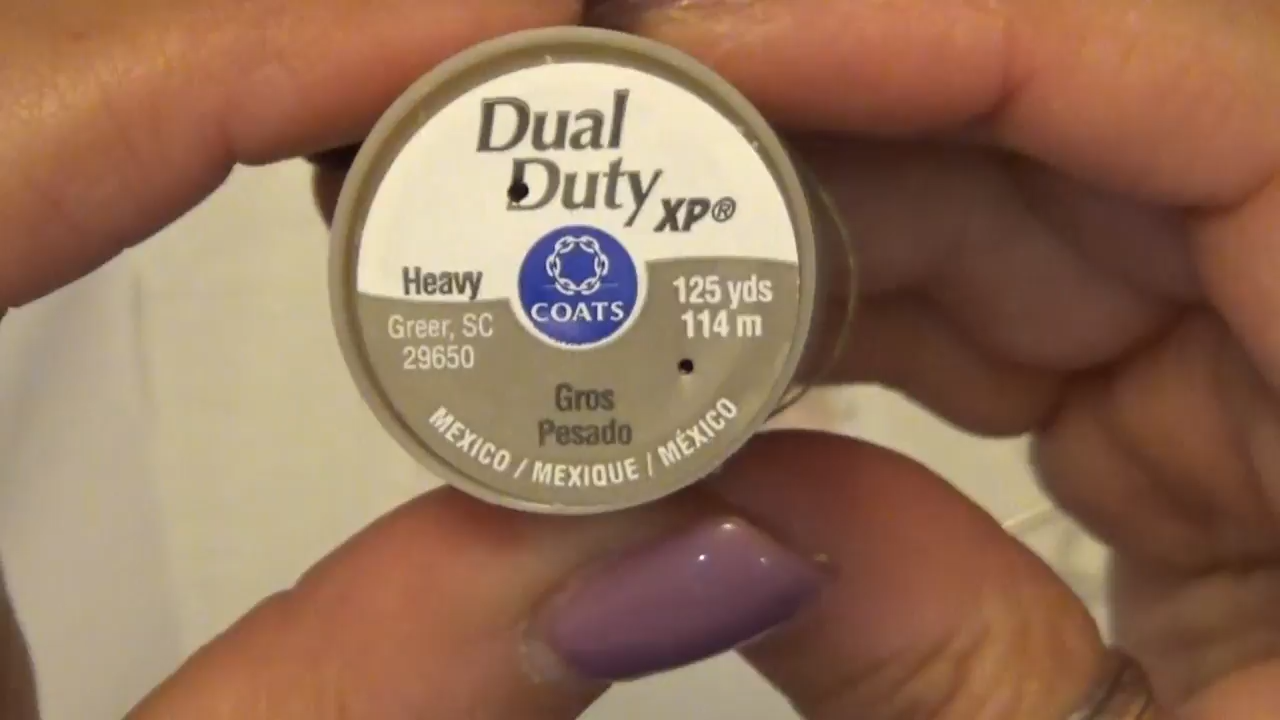 Dual
Duty XP®
COATS
Heavy
Greer, SC
29650
125 yds
114 m
Gros
Pesado
MEXICO / MEXIQUE / MÉXICO